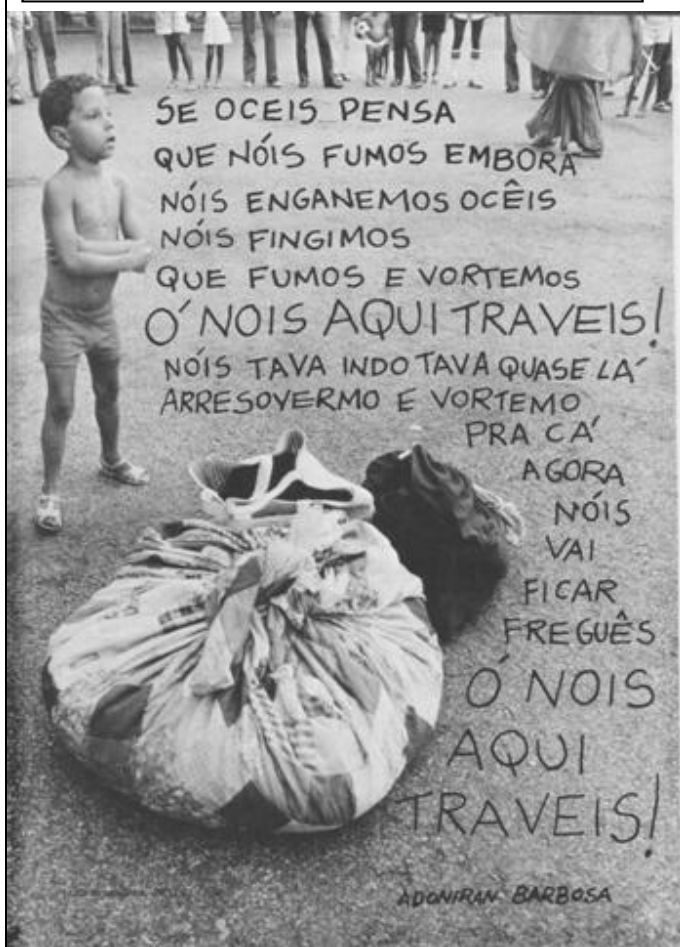 SE OCEIS PENSA
QUE NÓIS FUMOS EMBORA
NÓIS ENGANEMOS OCÊIS
NÓIS FINGIMOS
QUE FUMOS E VORTEMOS
Ó NOIS AQUI TRAVEIS!
NÓIS TAVA INDO TAVA QUASE LÁ
ARRESOVERMO E VORTEMO
PRA CÁ
AGORA
NÓIS
VAI
FICAR
FREGUÊS
Ó NOIS
AQUI
TRAVEIS!
ADONIRAN BARBOSA